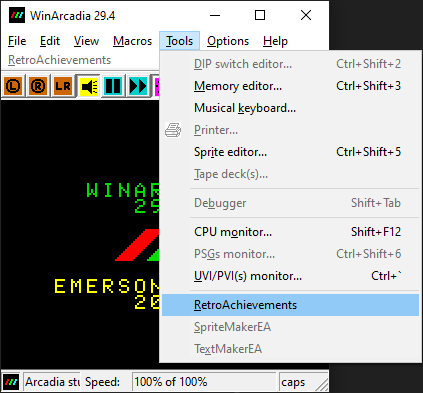 WinArcadia 29.4
File Edit View Macros Tools Options Help
RetroAchievements
DIP switch editor... Ctrl+Shift+2
Memory editor... Ctrl+Shift+3
Musical keyboard...
Printer...
Sprite editor... Ctrl+Shift+5
Tape deck(s)...
Debugger Shift+Tab
CPU monitor... Shift+F12
PSGs monitor... Ctrl+Shift+6
UVI/PVI(s) monitor... Ctrl+`
RetroAchievements
SpriteMakerEA
TextMakerEA
L R LR
WINAR
29
EMERSON
20
Arcadia stu Speed: 100% of 100% caps